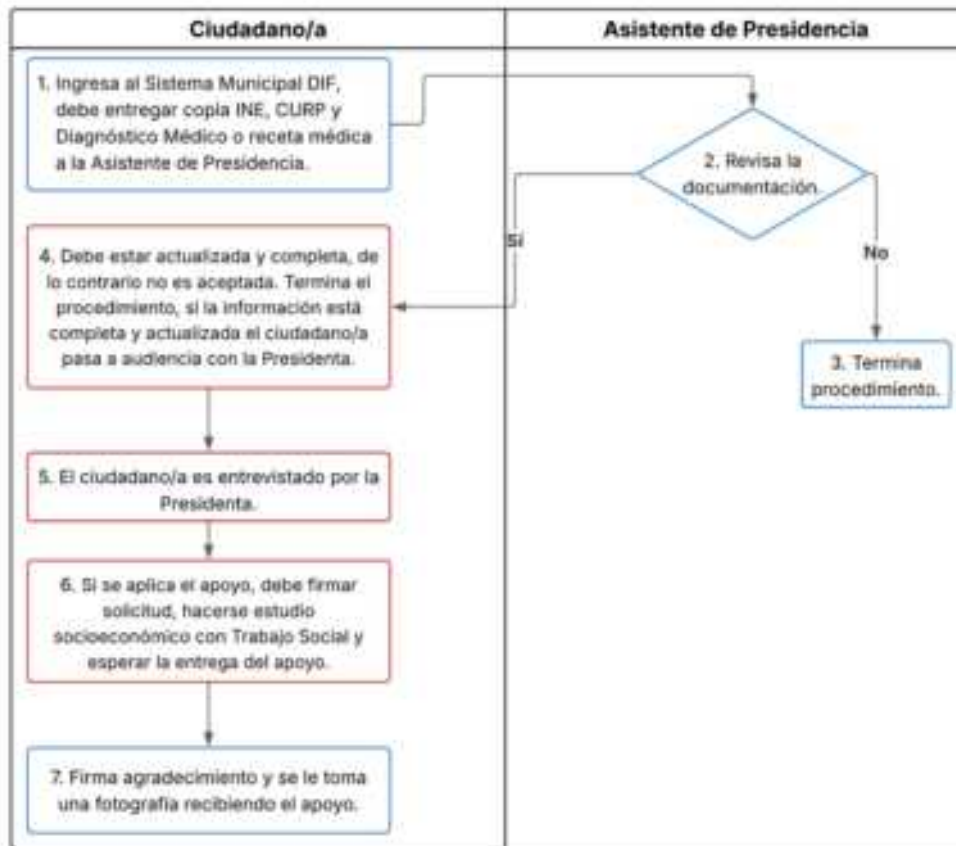 Ciudadano/a
Asistente de Presidencia
1. Ingresa al Sistema Municipal DIF,
debe entregar copia INE, CURP y
Diagnóstico Médico o receta médica
a la Asistente de Presidencia.
2. Revisa la
documentación.
Si
No
3. Termina
procedimiento.
4. Debe estar actualizada y completa, de
lo contrario no es aceptada. Termina el
procedimiento, si la información está
completa y actualizada el ciudadano/a
pasa a audiencia con la Presidenta.
5. El ciudadano/a es entrevistado por la
Presidenta.
6. Si se aplica el apoyo, debe firmar
solicitud, hacerse estudio
socioeconómico con Trabajo Social y
esperar la entrega del apoyo.
7. Firma agradecimiento y se le toma
una fotografía recibiendo el apoyo.